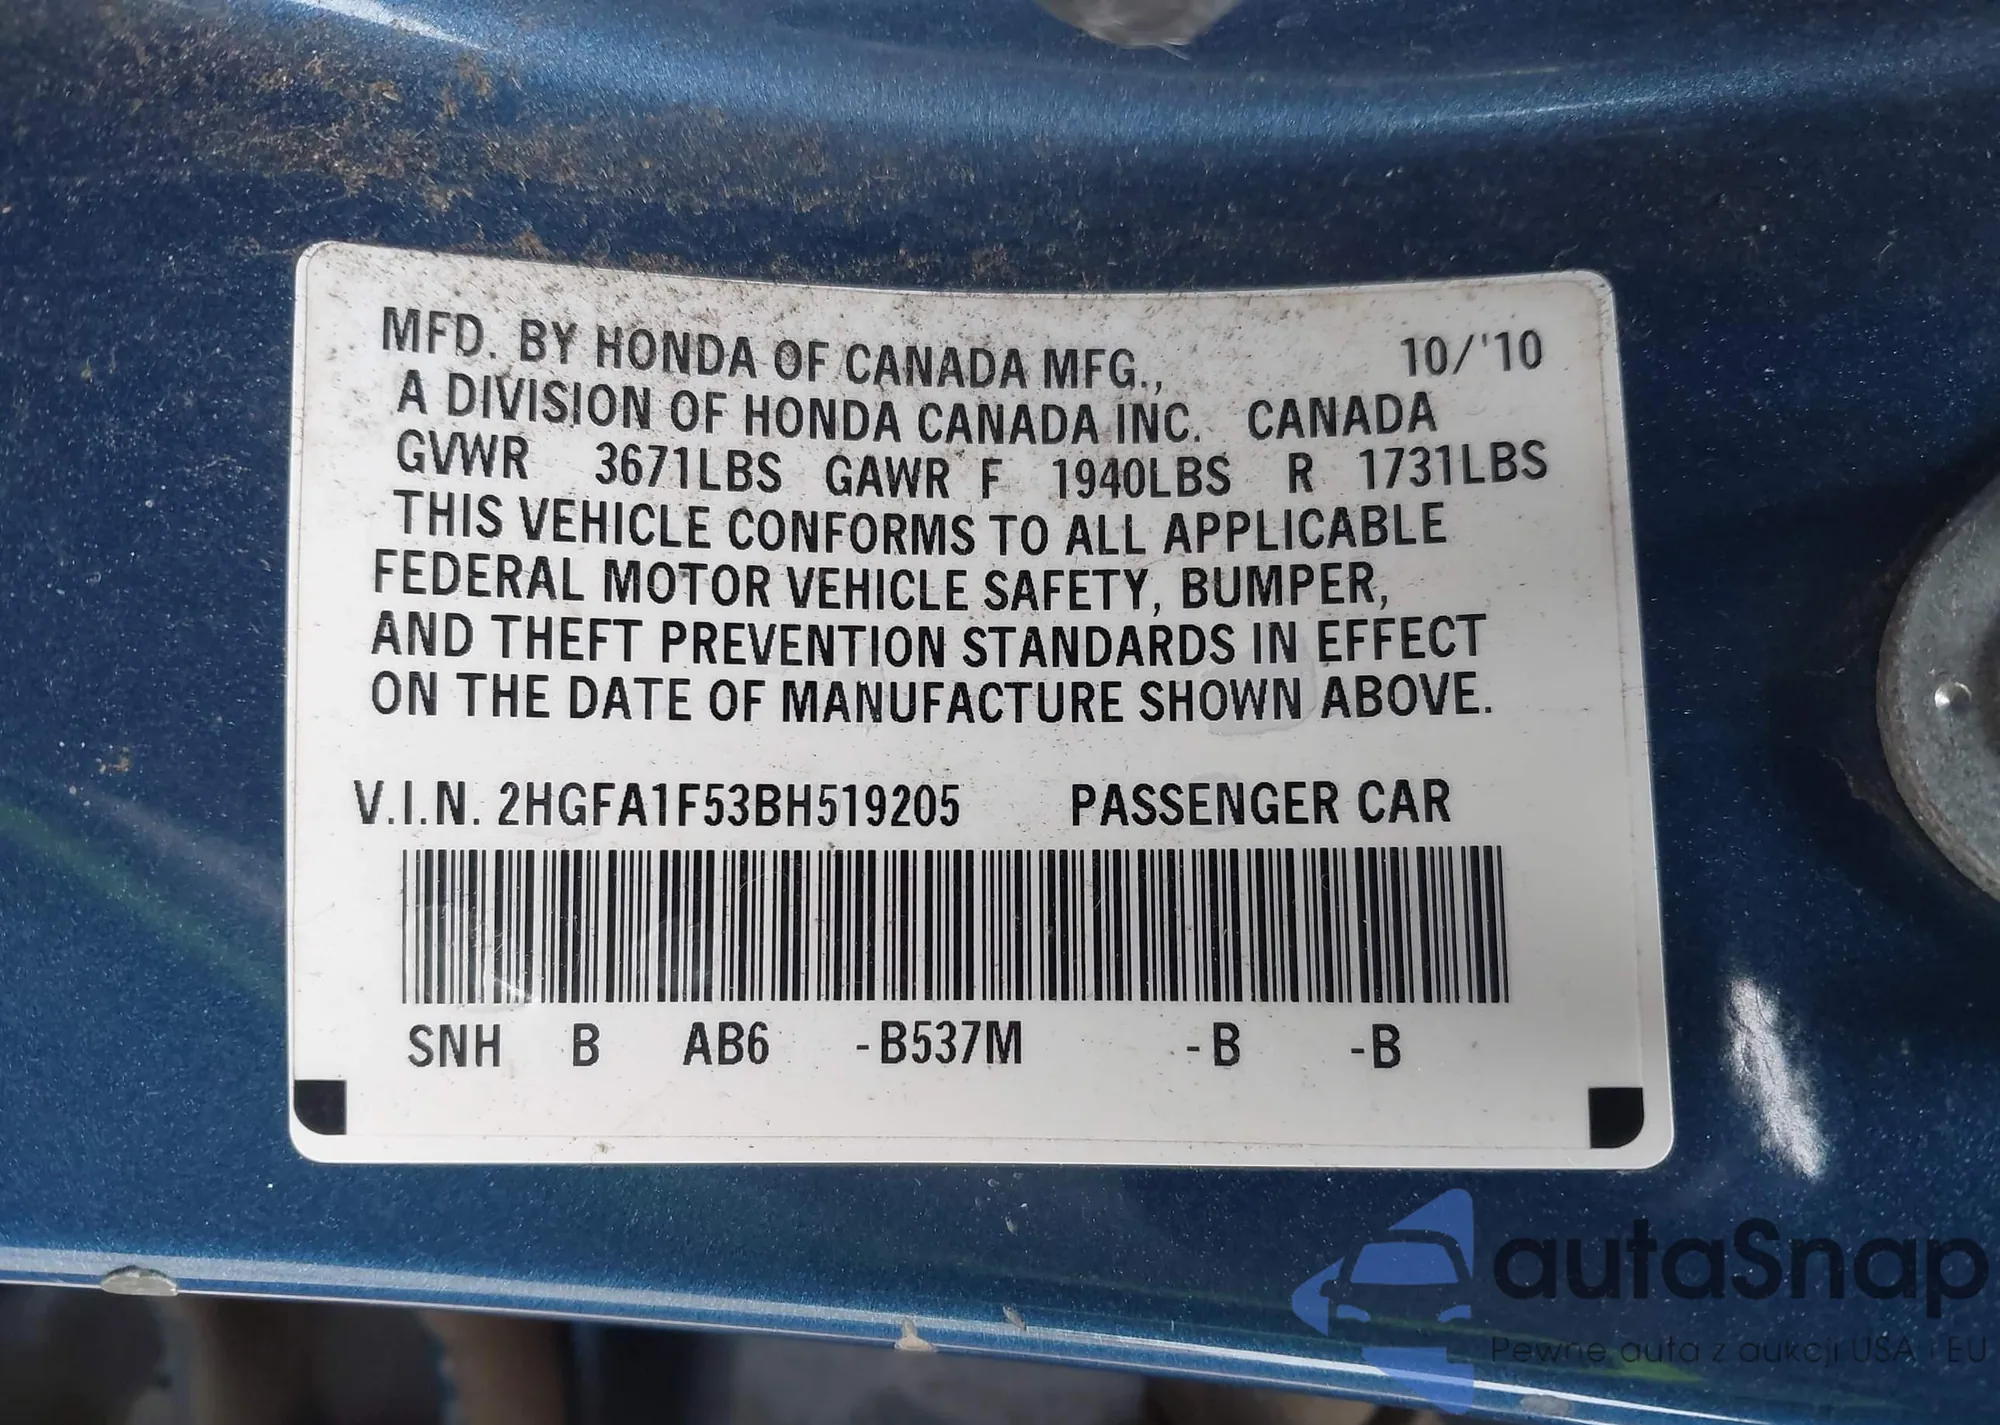 MFD. BY HONDA OF CANADA MFG., 10/'10
A DIVISION OF HONDA CANADA INC. CANADA
GVWR 3671LBS GAWR F 1940LBS R 1731LBS
THIS VEHICLE CONFORMS TO ALL APPLICABLE
FEDERAL MOTOR VEHICLE SAFETY, BUMPER,
AND THEFT PREVENTION STANDARDS IN EFFECT
ON THE DATE OF MANUFACTURE SHOWN ABOVE.
V.I.N. 2HGFA1F53BH519205 PASSENGER CAR
SNH B AB6 -B537M -B -B
autaSnap
Pewne auta z aukcji USA i EU